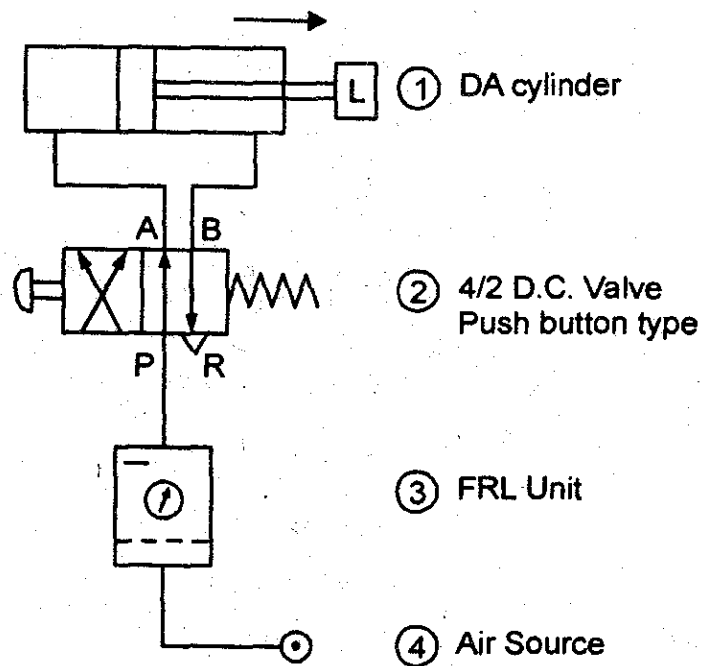 L
1 DA cylinder
A B
2 4/2 D.C. Valve
Push button type
P R
3 FRL Unit
4 Air Source